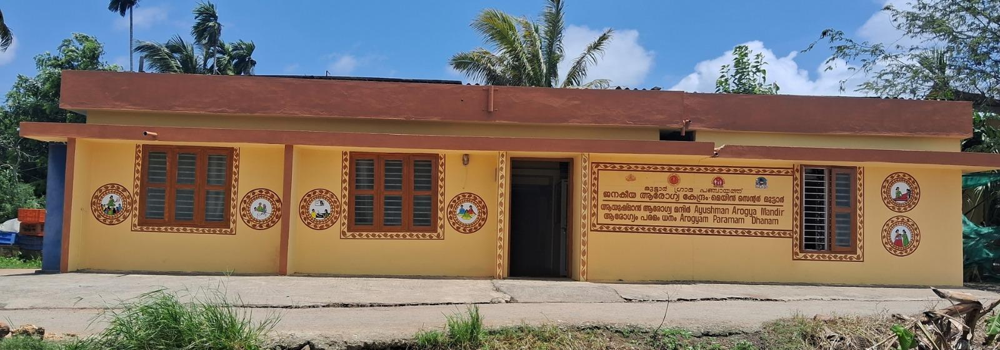 മുട്ടാർ ഗ്രാമ പഞ്ചായത്ത്
ജനകീയ ആരോഗ്യ കേന്ദ്രം-മെയിൻ സെന്റർ മുട്ടാർ
ആയുഷ്മാൻ ആരോഗ്യ മന്ദിർ Ayushman Arogya Mandir
ആരോഗ്യം പരമം ധനം Arogyam Paramam Dhanam